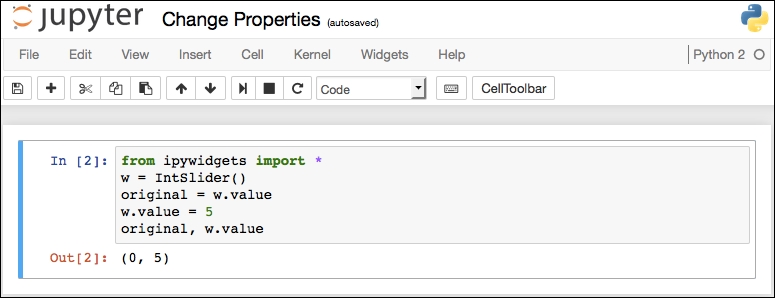 jupyter Change Properties (autosaved)
File Edit View Insert Cell Kernel Widgets Help Python 2
Code CellToolbar
In [2]: from ipywidgets import *
w = IntSlider()
original = w.value
w.value = 5
original, w.value
Out[2]: (0, 5)